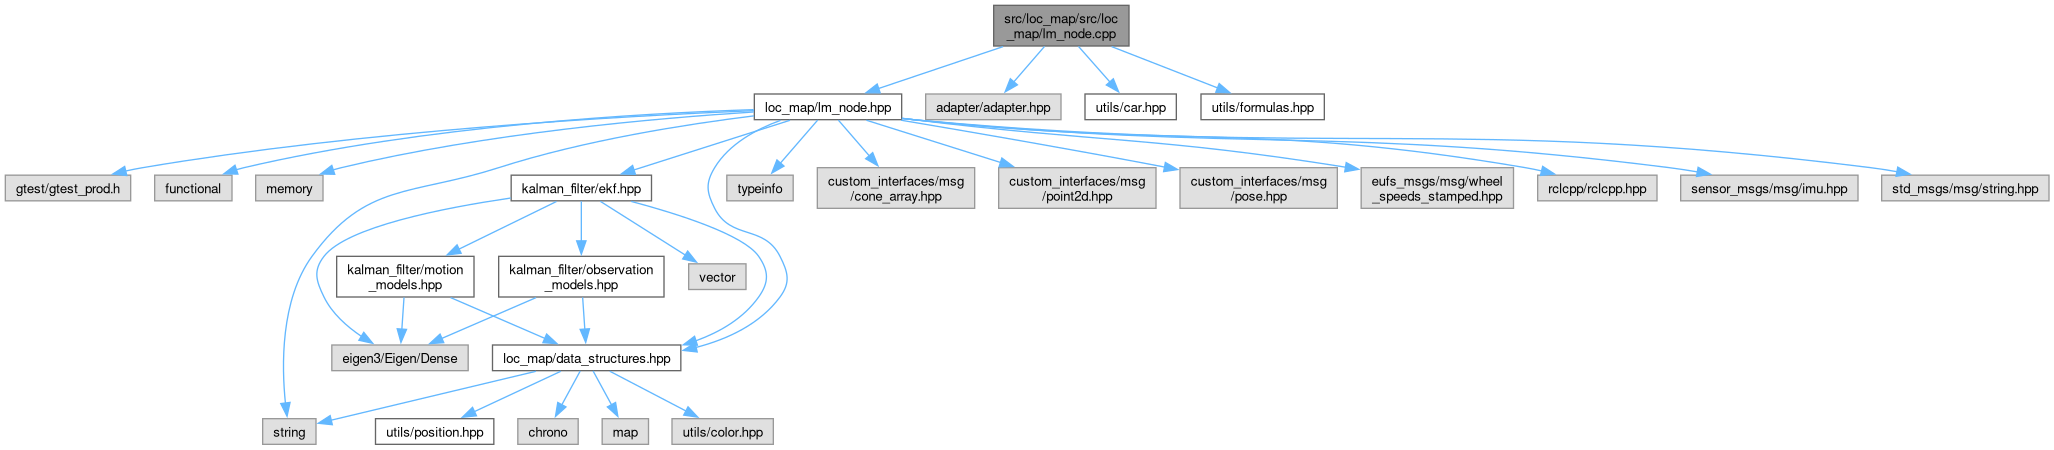 src/loc_map/src/loc
_map/lm_node.cpp
loc_map/lm_node.hpp
adapter/adapter.hpp
utils/car.hpp
utils/formulas.hpp
gtest/gtest_prod.h
functional
memory
kalman_filter/ekf.hpp
typeinfo
custom_interfaces/msg
/cone_array.hpp
custom_interfaces/msg
/point2d.hpp
custom_interfaces/msg
/pose.hpp
eufs_msgs/msg/wheel
_speeds_stamped.hpp
rclcpp/rclcpp.hpp
sensor_msgs/msg/imu.hpp
std_msgs/msg/string.hpp
kalman_filter/motion
_models.hpp
kalman_filter/observation
_models.hpp
vector
eigen3/Eigen/Dense
loc_map/data_structures.hpp
string
utils/position.hpp
chrono
map
utils/color.hpp